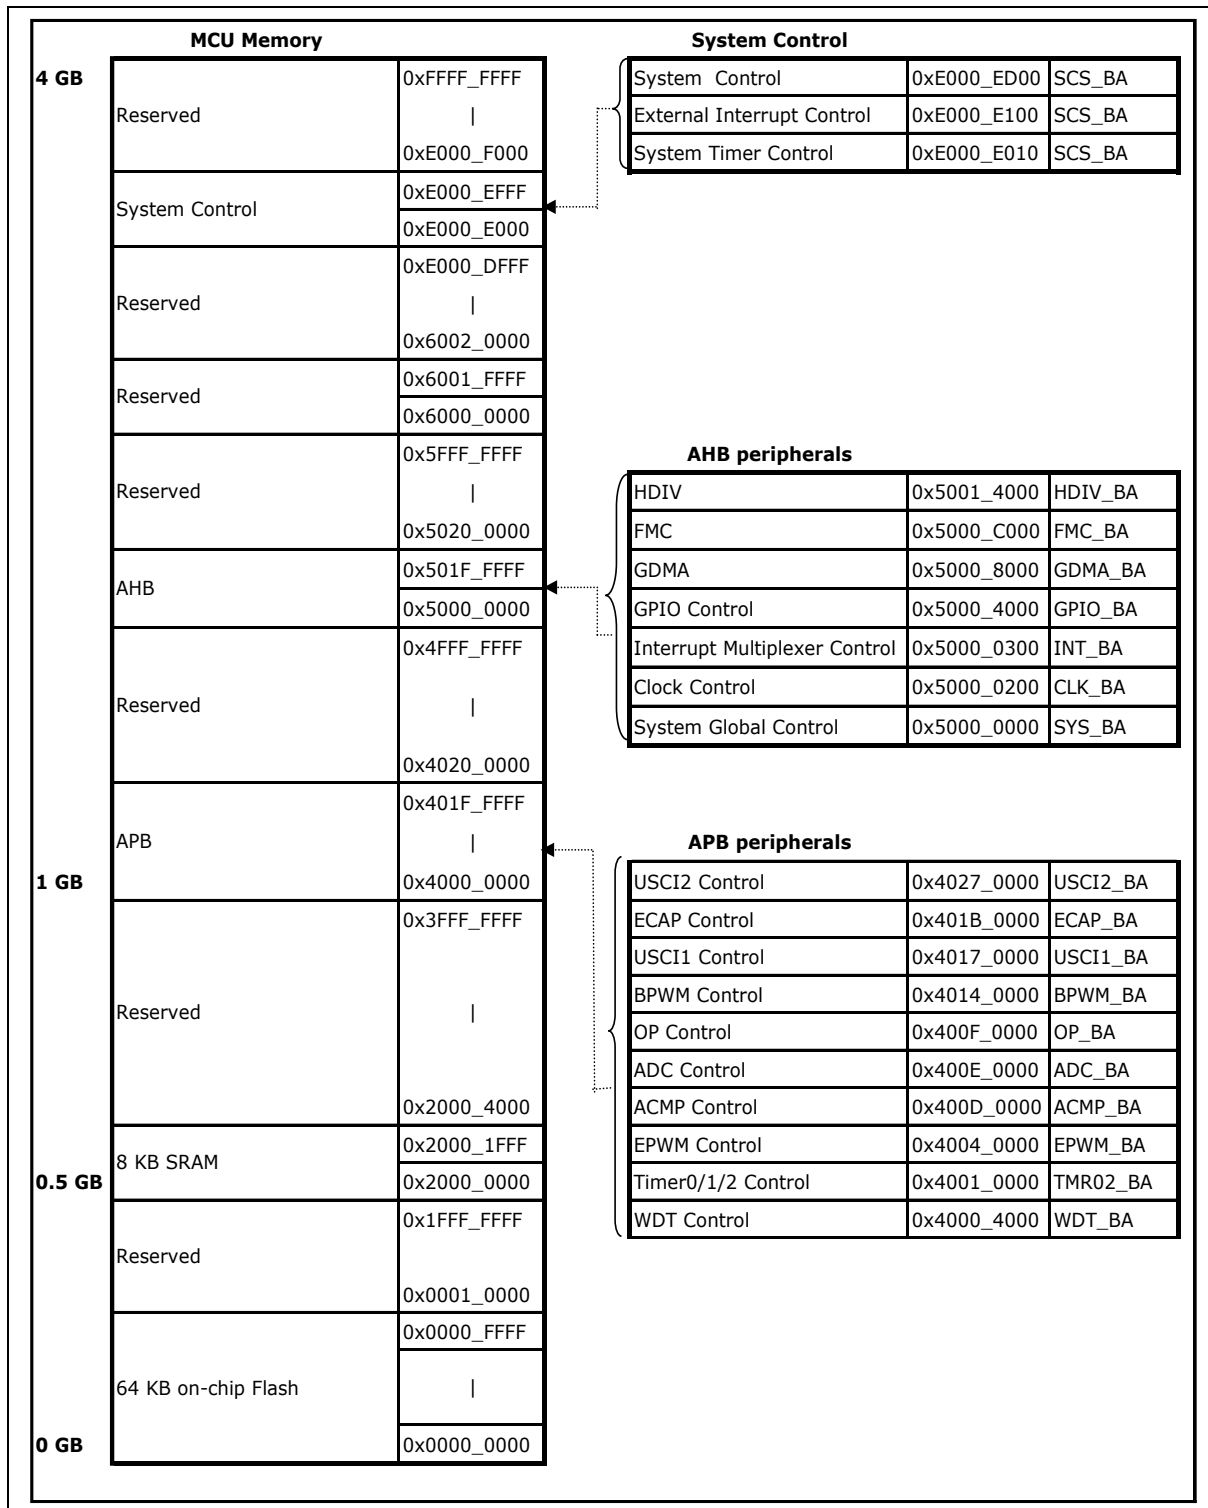 MCU Memory
4 GB
Reserved
0xFFFF_FFFF
|
0xE000_F000
System Control
0xE000_EFFF
0xE000_E000
Reserved
0xE000_DFFF
|
0x6002_0000
Reserved
0x6001_FFFF
0x6000_0000
Reserved
0x5FFF_FFFF
|
0x5020_0000
AHB
0x501F_FFFF
0x5000_0000
Reserved
0x4FFF_FFFF
|
0x4020_0000
APB
0x401F_FFFF
|
1 GB
0x4000_0000
Reserved
0x3FFF_FFFF
|
0x2000_4000
8 KB SRAM
0x2000_1FFF
0.5 GB
0x2000_0000
Reserved
0x1FFF_FFFF
0x0001_0000
64 KB on-chip Flash
0x0000_FFFF
|
0 GB
0x0000_0000
System Control
System Control 0xE000_ED00 SCS_BA
External Interrupt Control 0xE000_E100 SCS_BA
System Timer Control 0xE000_E010 SCS_BA
AHB peripherals
HDIV 0x5001_4000 HDIV_BA
FMC 0x5000_C000 FMC_BA
GDMA 0x5000_8000 GDMA_BA
GPIO Control 0x5000_4000 GPIO_BA
Interrupt Multiplexer Control 0x5000_0300 INT_BA
Clock Control 0x5000_0200 CLK_BA
System Global Control 0x5000_0000 SYS_BA
APB peripherals
USCI2 Control 0x4027_0000 USCI2_BA
ECAP Control 0x401B_0000 ECAP_BA
USCI1 Control 0x4017_0000 USCI1_BA
BPWM Control 0x4014_0000 BPWM_BA
OP Control 0x400F_0000 OP_BA
ADC Control 0x400E_0000 ADC_BA
ACMP Control 0x400D_0000 ACMP_BA
EPWM Control 0x4004_0000 EPWM_BA
Timer0/1/2 Control 0x4001_0000 TMR02_BA
WDT Control 0x4000_4000 WDT_BA